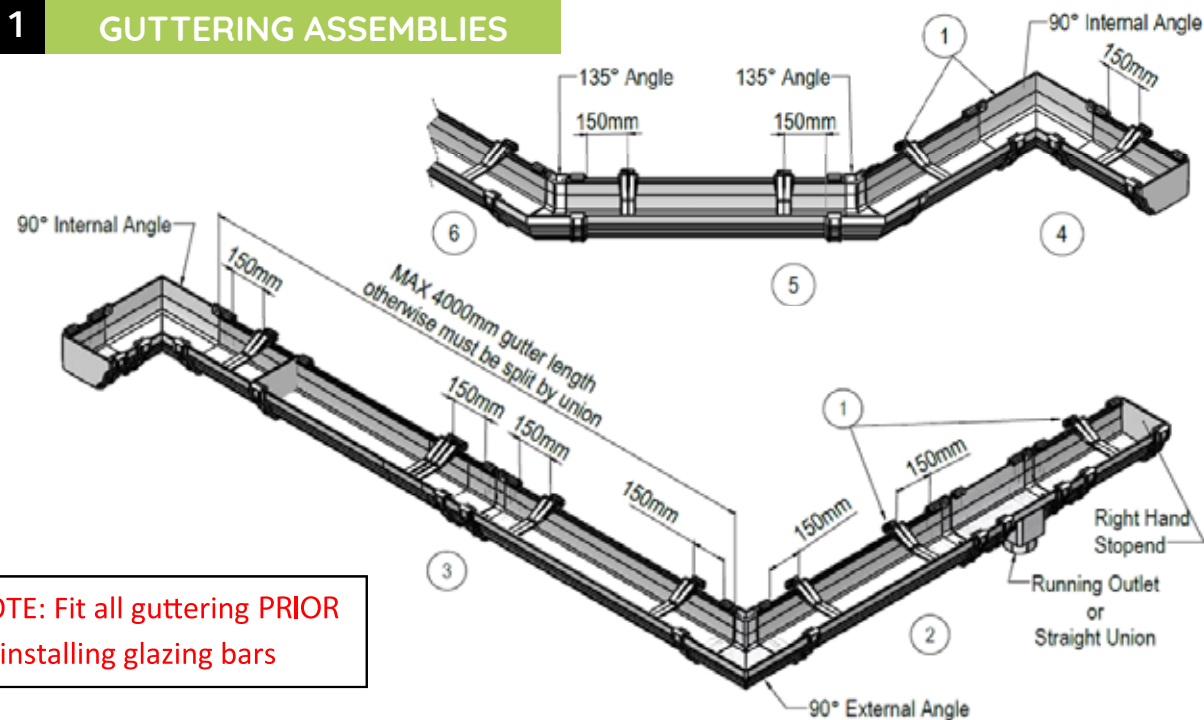 1 GUTTERING ASSEMBLIES
1
90° Internal Angle
150mm
135° Angle
135° Angle
150mm
150mm
6
5
4
90° Internal Angle
150mm
MAX 4000mm gutter length
otherwise must be split by union
150mm
150mm
150mm
1
150mm
150mm
Right Hand
Stopend
Running Outlet
or
Straight Union
3
2
90° External Angle
OTE: Fit all guttering PRIOR
installing glazing bars